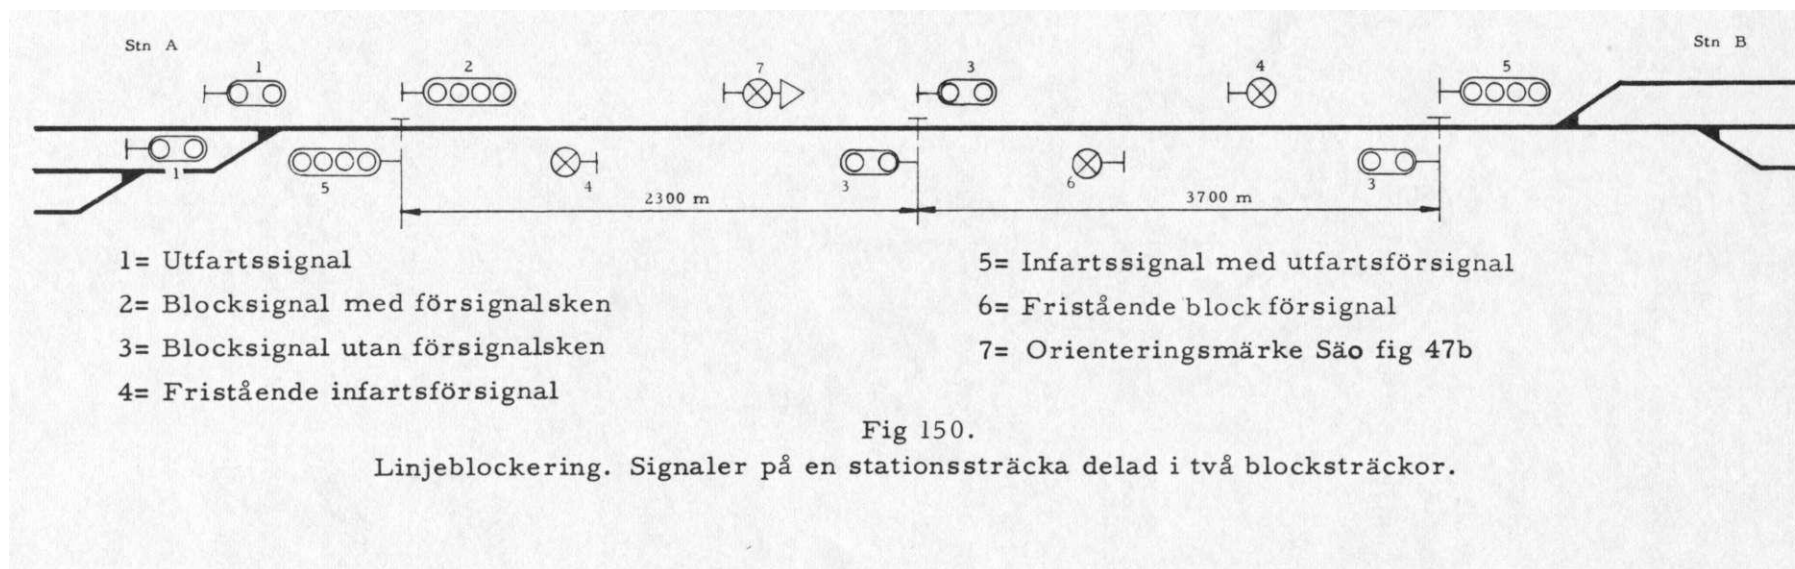 Stn A
Stn B
1
2
7
3
4
5
1
5
4
3
6
3
2300 m
3700 m
1= Utfartssignal
2= Blocksignal med försignalsken
3= Blocksignal utan försignalsken
4= Fristående infartsförsignal
5= Infartssignal med utfartsförsignal
6= Fristående blockförsignal
7= Orienteringsmärke Säo fig 47b
Fig 150.
Linjeblockering. Signaler på en stationssträcka delad i två blocksträckor.